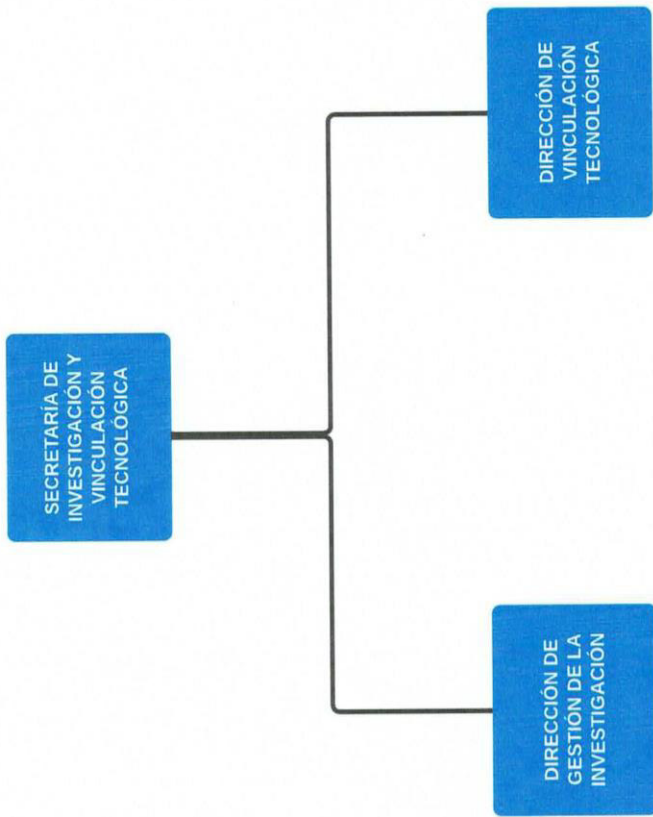 SECRETARÍA DE
INVESTIGACIÓN Y
VINCULACIÓN
TECNOLÓGICA
DIRECCIÓN DE
GESTIÓN DE LA
INVESTIGACIÓN
DIRECCIÓN DE
VINCULACIÓN
TECNOLÓGICA